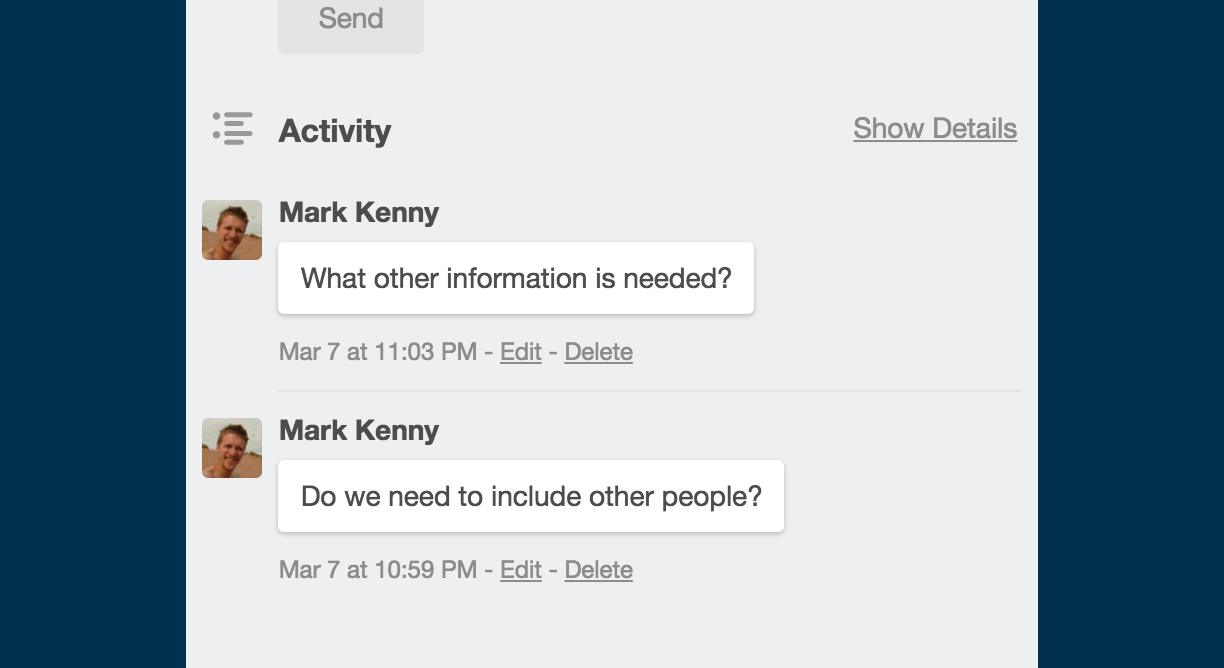 Send
Activity
Show Details
Mark Kenny
What other information is needed?
Mar 7 at 11:03 PM - Edit - Delete
Mark Kenny
Do we need to include other people?
Mar 7 at 10:59 PM - Edit - Delete